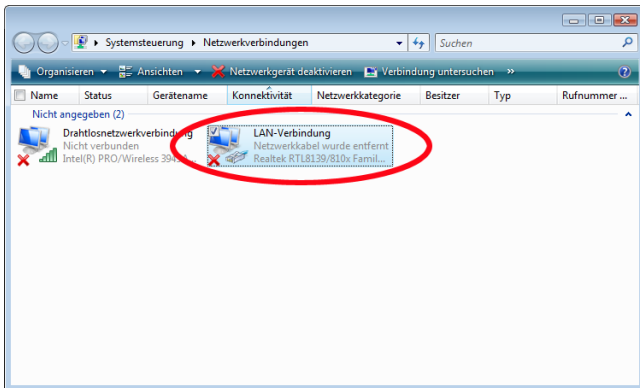 Systemsteuerung ▸ Netzwerkverbindungen
Suchen
Organisieren Ansichten Netzwerkgerät deaktivieren Verbindung untersuchen »
Name Status Gerätename Konnektivität Netzwerkkategorie Besitzer Typ Rufnummer ...
Nicht angegeben (2)
Drahtlosnetzwerkverbindung
Nicht verbunden
Intel(R) PRO/Wireless 3945A...
LAN-Verbindung
Netzwerkkabel wurde entfernt
Realtek RTL8139/810x Famil...